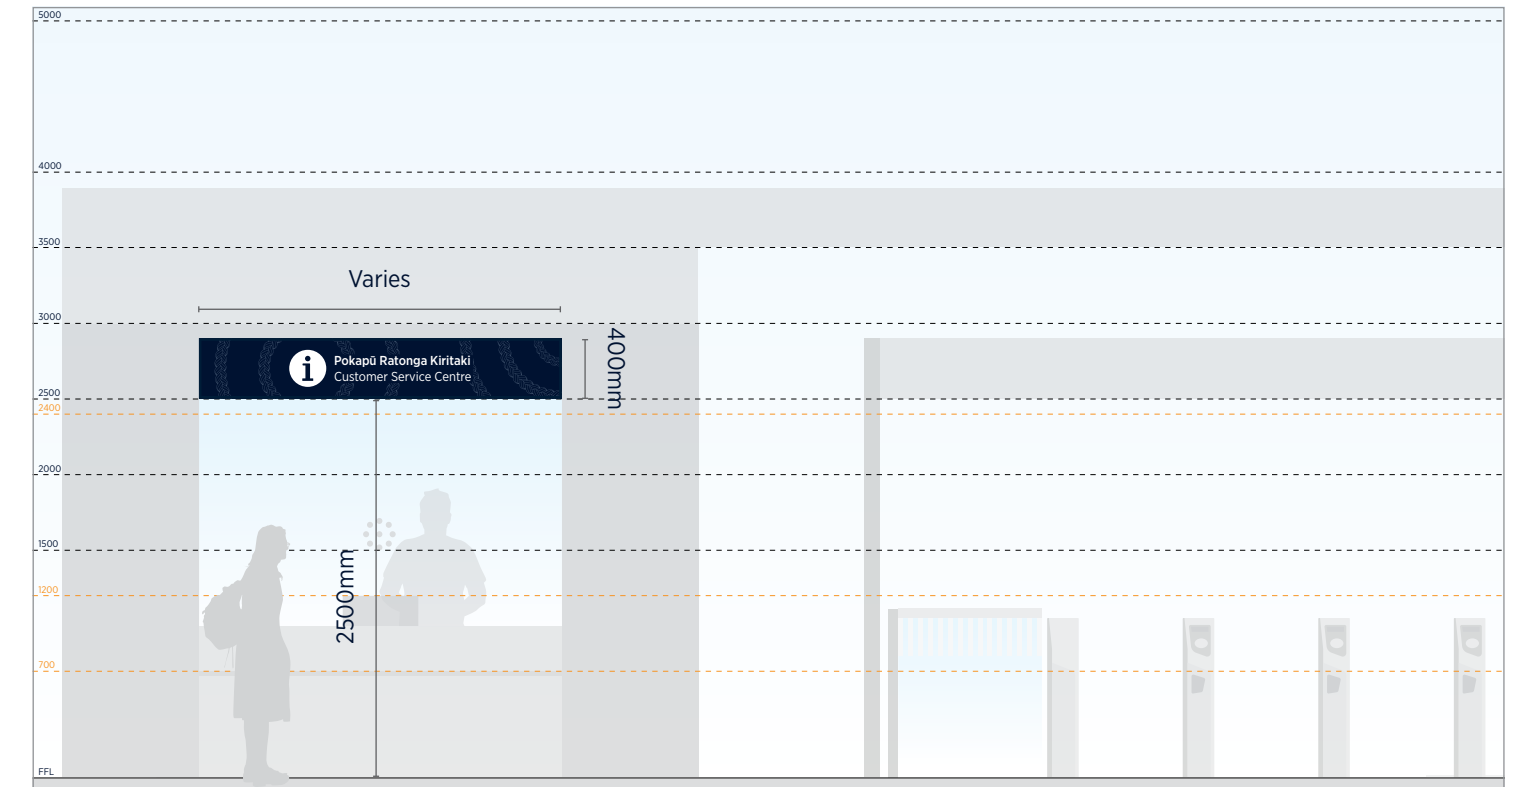 5000
4000
3500
Varies
3000
400mm
Pokapū Ratonga Kiritaki
Customer Service Centre
2500
2400
2000
1500
2500mm
1200
700
FFL